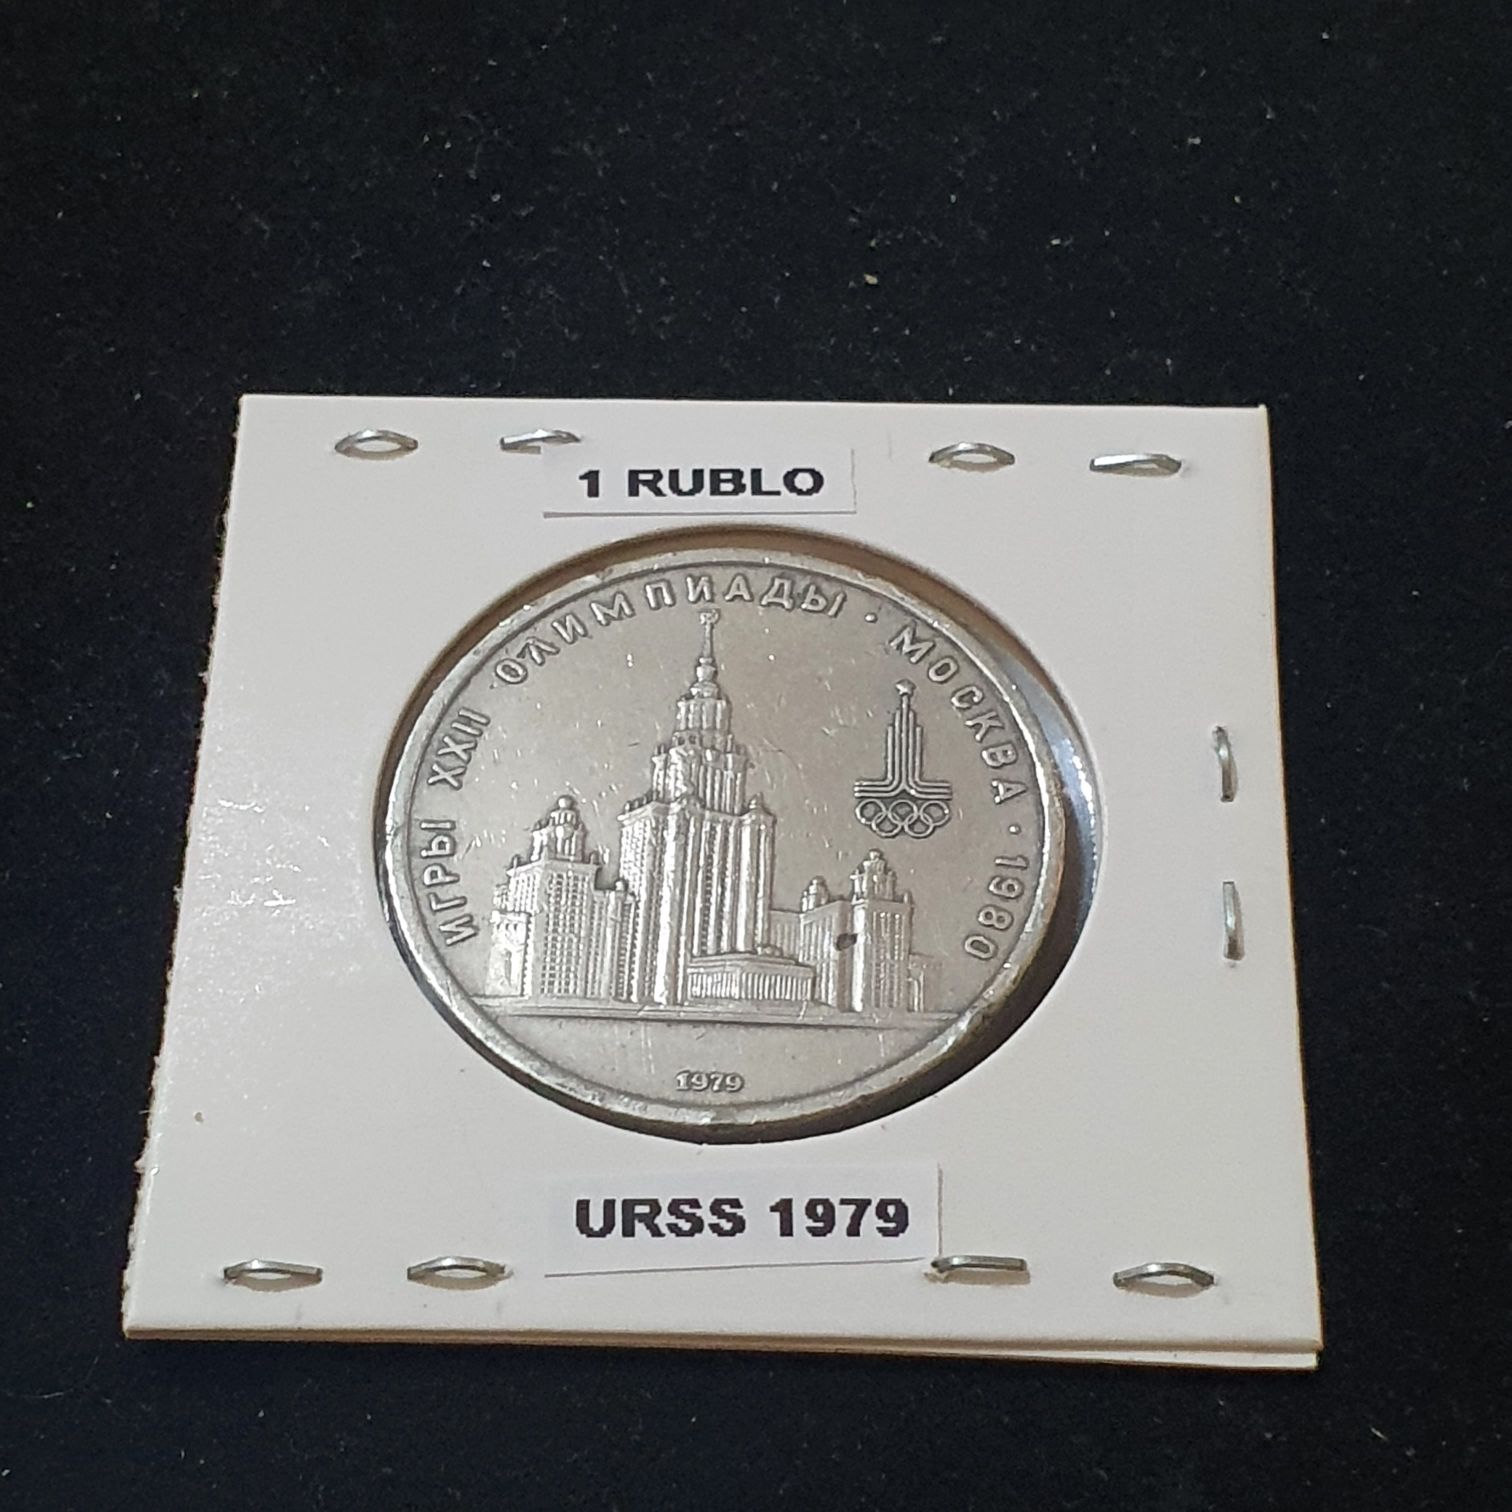 1 RUBLO
ИГРЫ XXII ОЛИМПИАДЫ · МОСКВА · 1980
1979
URSS 1979